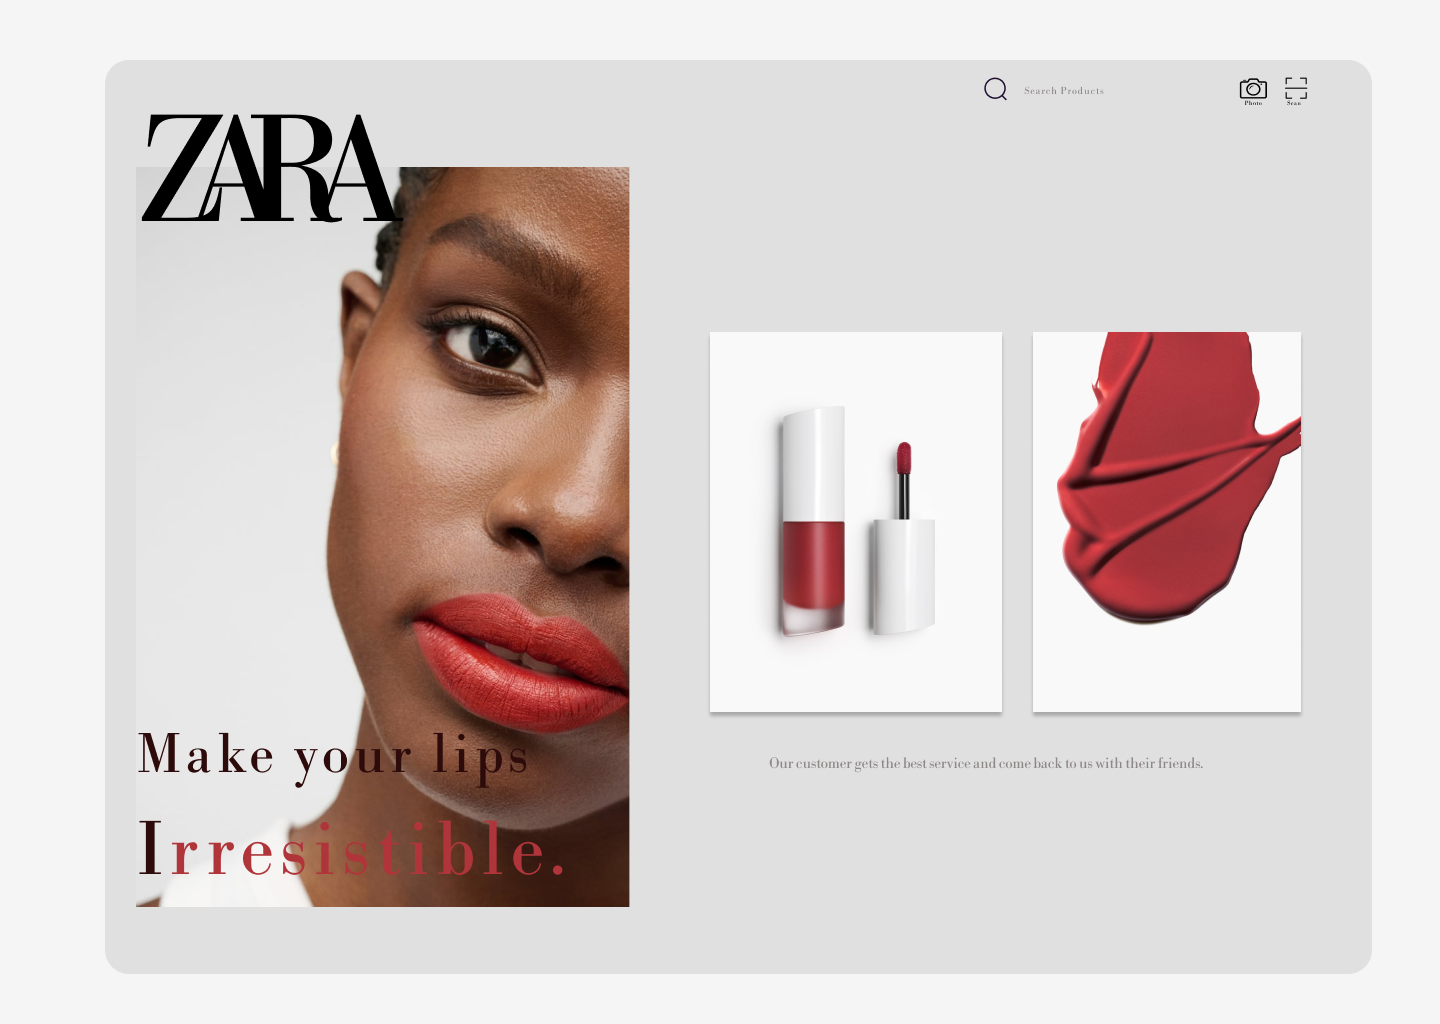 Search Products
Photo
Scan
ZARA
Make your lips
Irresistible.
Our customer gets the best service and come back to us with their friends.